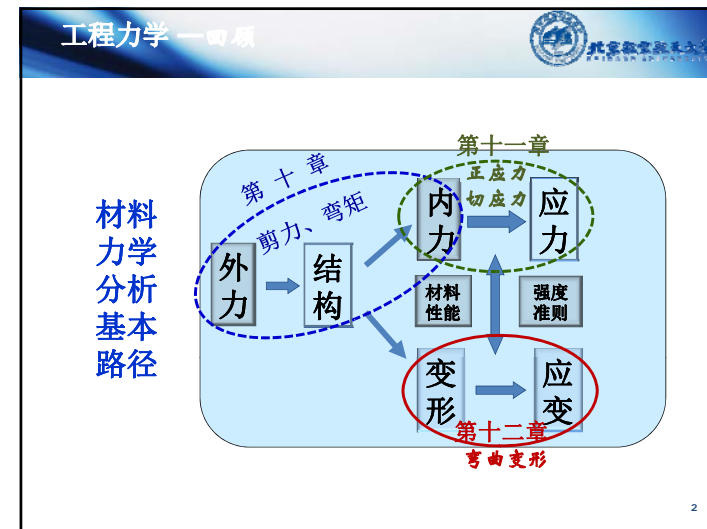 工程力学 —回顾
北京航空航天大学
第十一章
第 十 章
正应力
切应力
剪力、弯矩
材料
力学
分析
基本
路径
外力
结构
内力
应力
材料
性能
强度
准则
变形
应变
第十二章
弯曲变形
2